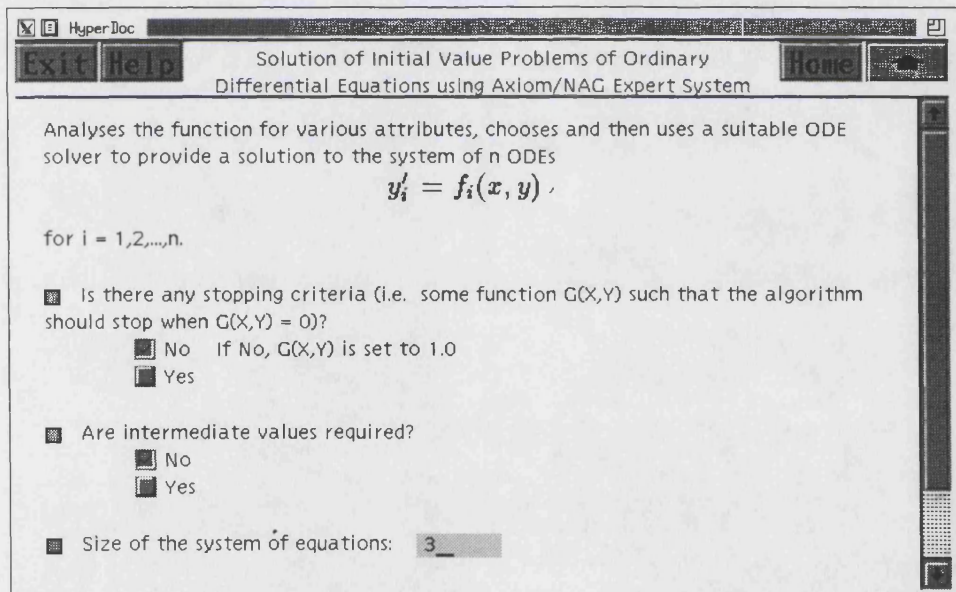 HyperDoc
Exit Help Solution of Initial Value Problems of Ordinary Home
Differential Equations using Axiom/NAG Expert System
Analyses the function for various attributes, chooses and then uses a suitable ODE
solver to provide a solution to the system of n ODEs
y′ᵢ = fᵢ(x, y) ,
for i = 1,2,...,n.
Is there any stopping criteria (i.e. some function G(X,Y) such that the algorithm
should stop when G(X,Y) = 0)?
No If No, G(X,Y) is set to 1.0
Yes
Are intermediate values required?
No
Yes
Size of the system of equations: 3_